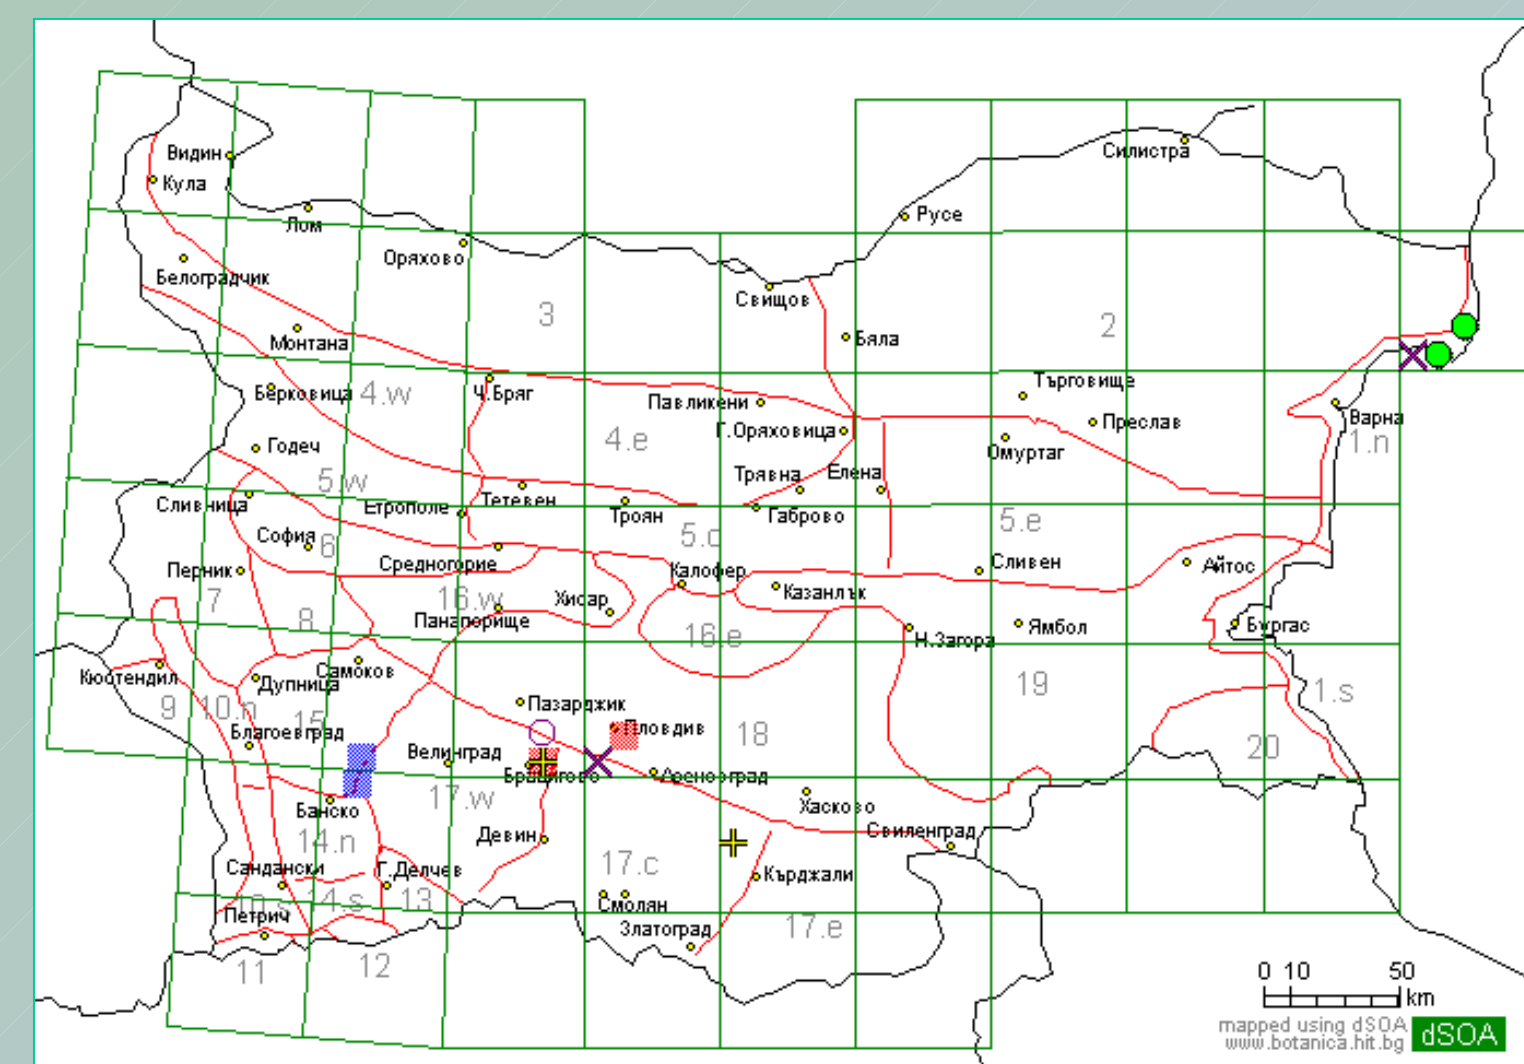 Силистра
Видин
Кула
Русе
Лом
Оряхово
Белоградчик
Свищов
3
2
Монтана
Бяла
Търговище
Берковица
4.w
Ч.Бряг
Павликени
Преслав
Варна
Г.Оряховица
4.e
1.n
Годеч
Омуртаг
Трявна
Елена
5.w
Тетевен
Сливница
Етрополе
Троян
Габрово
5.c
5.e
София
6
Средногорие
Калофер
Сливен
Айтос
Перник
Казанлък
7
16.w
Хисар
8
Панагюрище
16.e
Ямбол
Бургас
Н.Загора
Кюстендил
Самоков
Дупница
19
1.s
9
10.n
15
Пазарджик
Благоевград
Пловдив
18
20
Велинград
Брацигово
Асеновград
17.w
Банско
Хасково
14.n
Девин
Свиленград
Сандански
Г.Делчев
17.c
Кърджали
14.s
13
Смолян
Петрич
Златоград
17.e
11
12
0 10 50
km
mapped using dSOA
www.botanica.hit.bg
dSOA